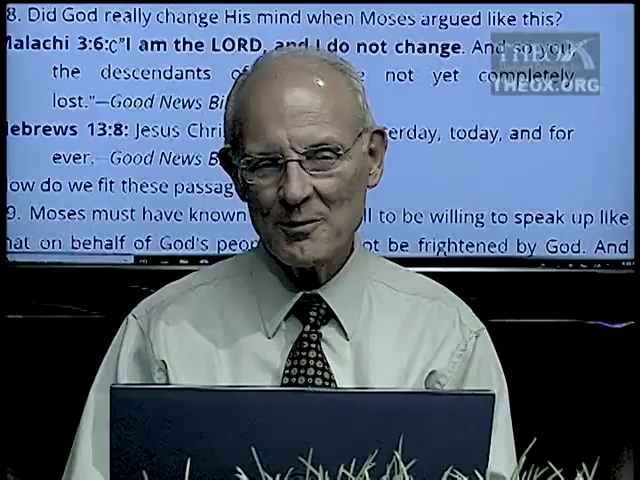 8. Did God really change His mind when Moses argued like this?
Malachi 3:6:ç"I am the LORD, and I do not change. And so you,
the descendants of not yet completely
lost."—Good News Bi
THEOX
THEOX.ORG
ebrews 13:8: Jesus Chri erday, today, and for
ever.—Good News B
ow do we fit these passag
9. Moses must have known ll to be willing to speak up like
hat on behalf of God's peop ot be frightened by God. And